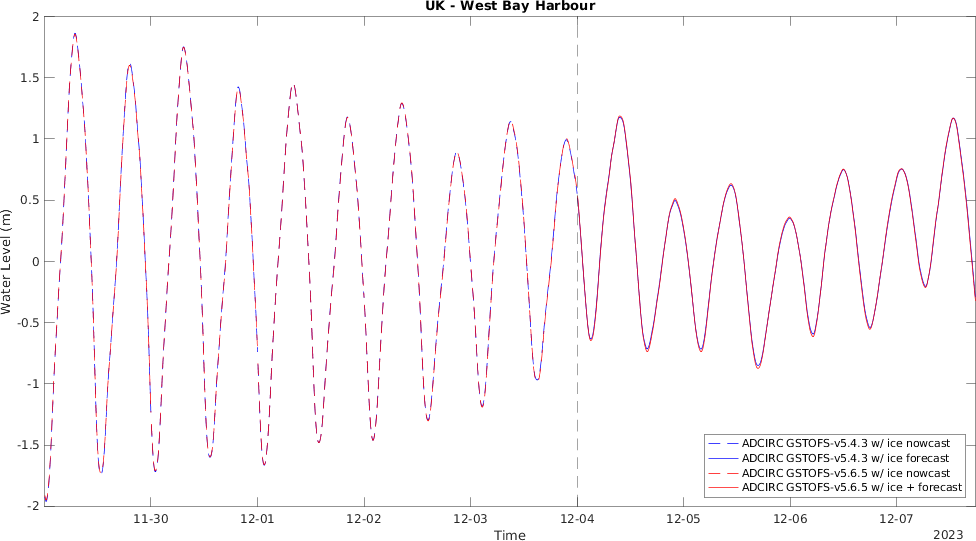 UK - West Bay Harbour
2
1.5
1
0.5
0
-0.5
-1
-1.5
-2
Water Level (m)
11-30
12-01
12-02
12-03
12-04
12-05
12-06
12-07
Time
2023
ADCIRC GSTOFS-v5.4.3 w/ ice nowcast
ADCIRC GSTOFS-v5.4.3 w/ ice forecast
ADCIRC GSTOFS-v5.6.5 w/ ice nowcast
ADCIRC GSTOFS-v5.6.5 w/ ice + forecast